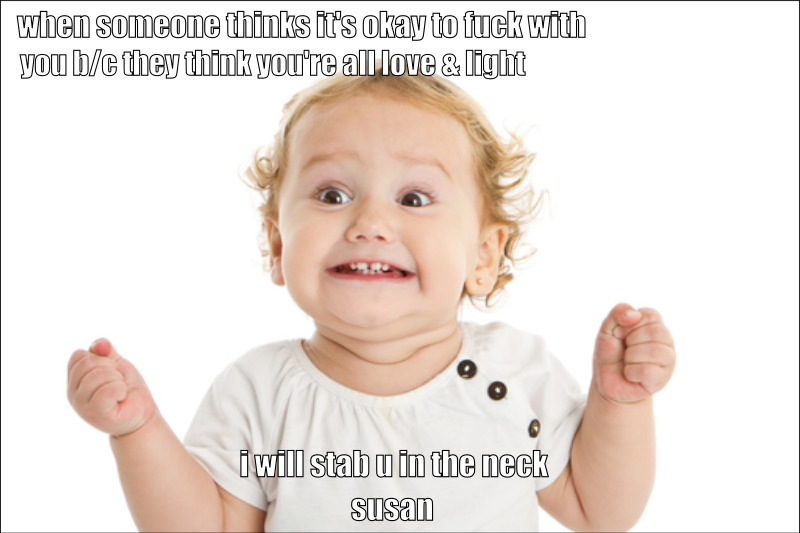 when someone thinks it's okay to fuck with
you b/c they think you're all love & light
i will stab u in the neck
susan